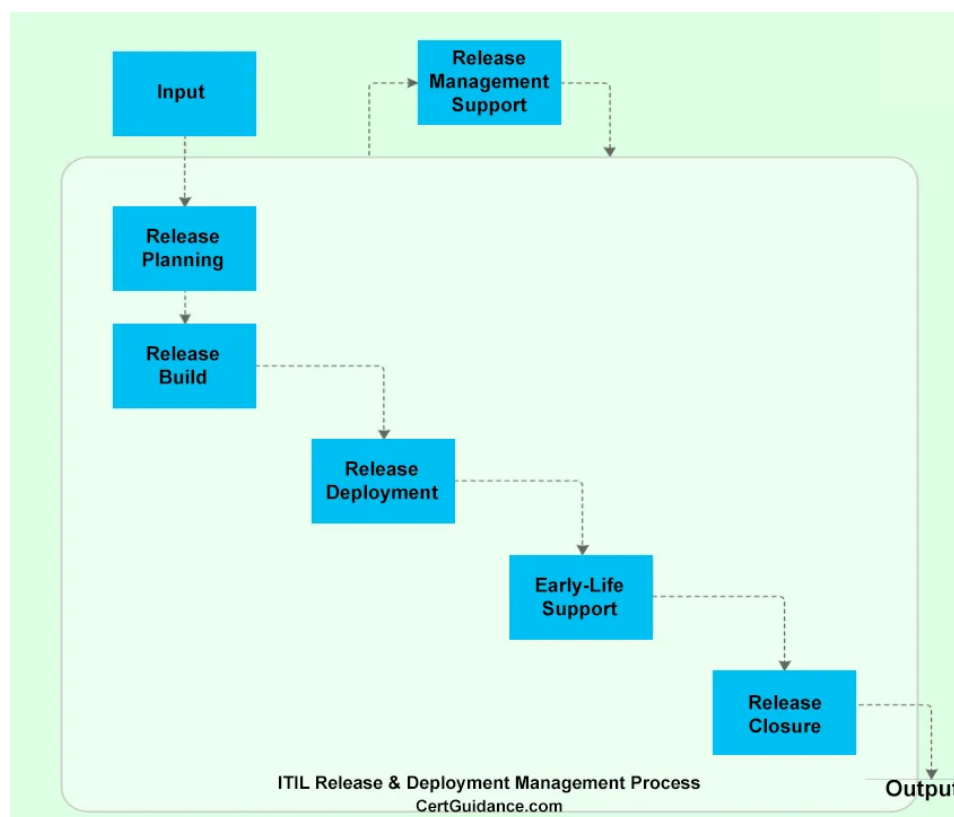 Input
Release
Management
Support
Release
Planning
Release
Build
Release
Deployment
Early-Life
Support
Release
Closure
Output
ITIL Release & Deployment Management Process
CertGuidance.com